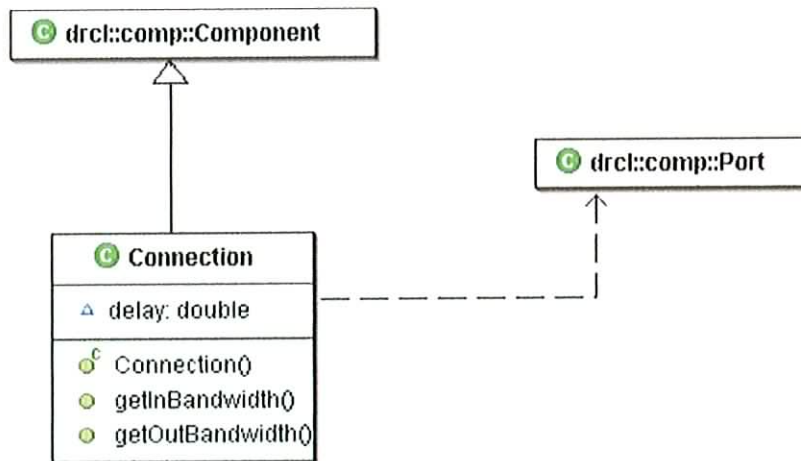 C drcl::comp::Component
C drcl::comp::Port
C Connection
delay: double
C Connection()
getInBandwidth()
getOutBandwidth()